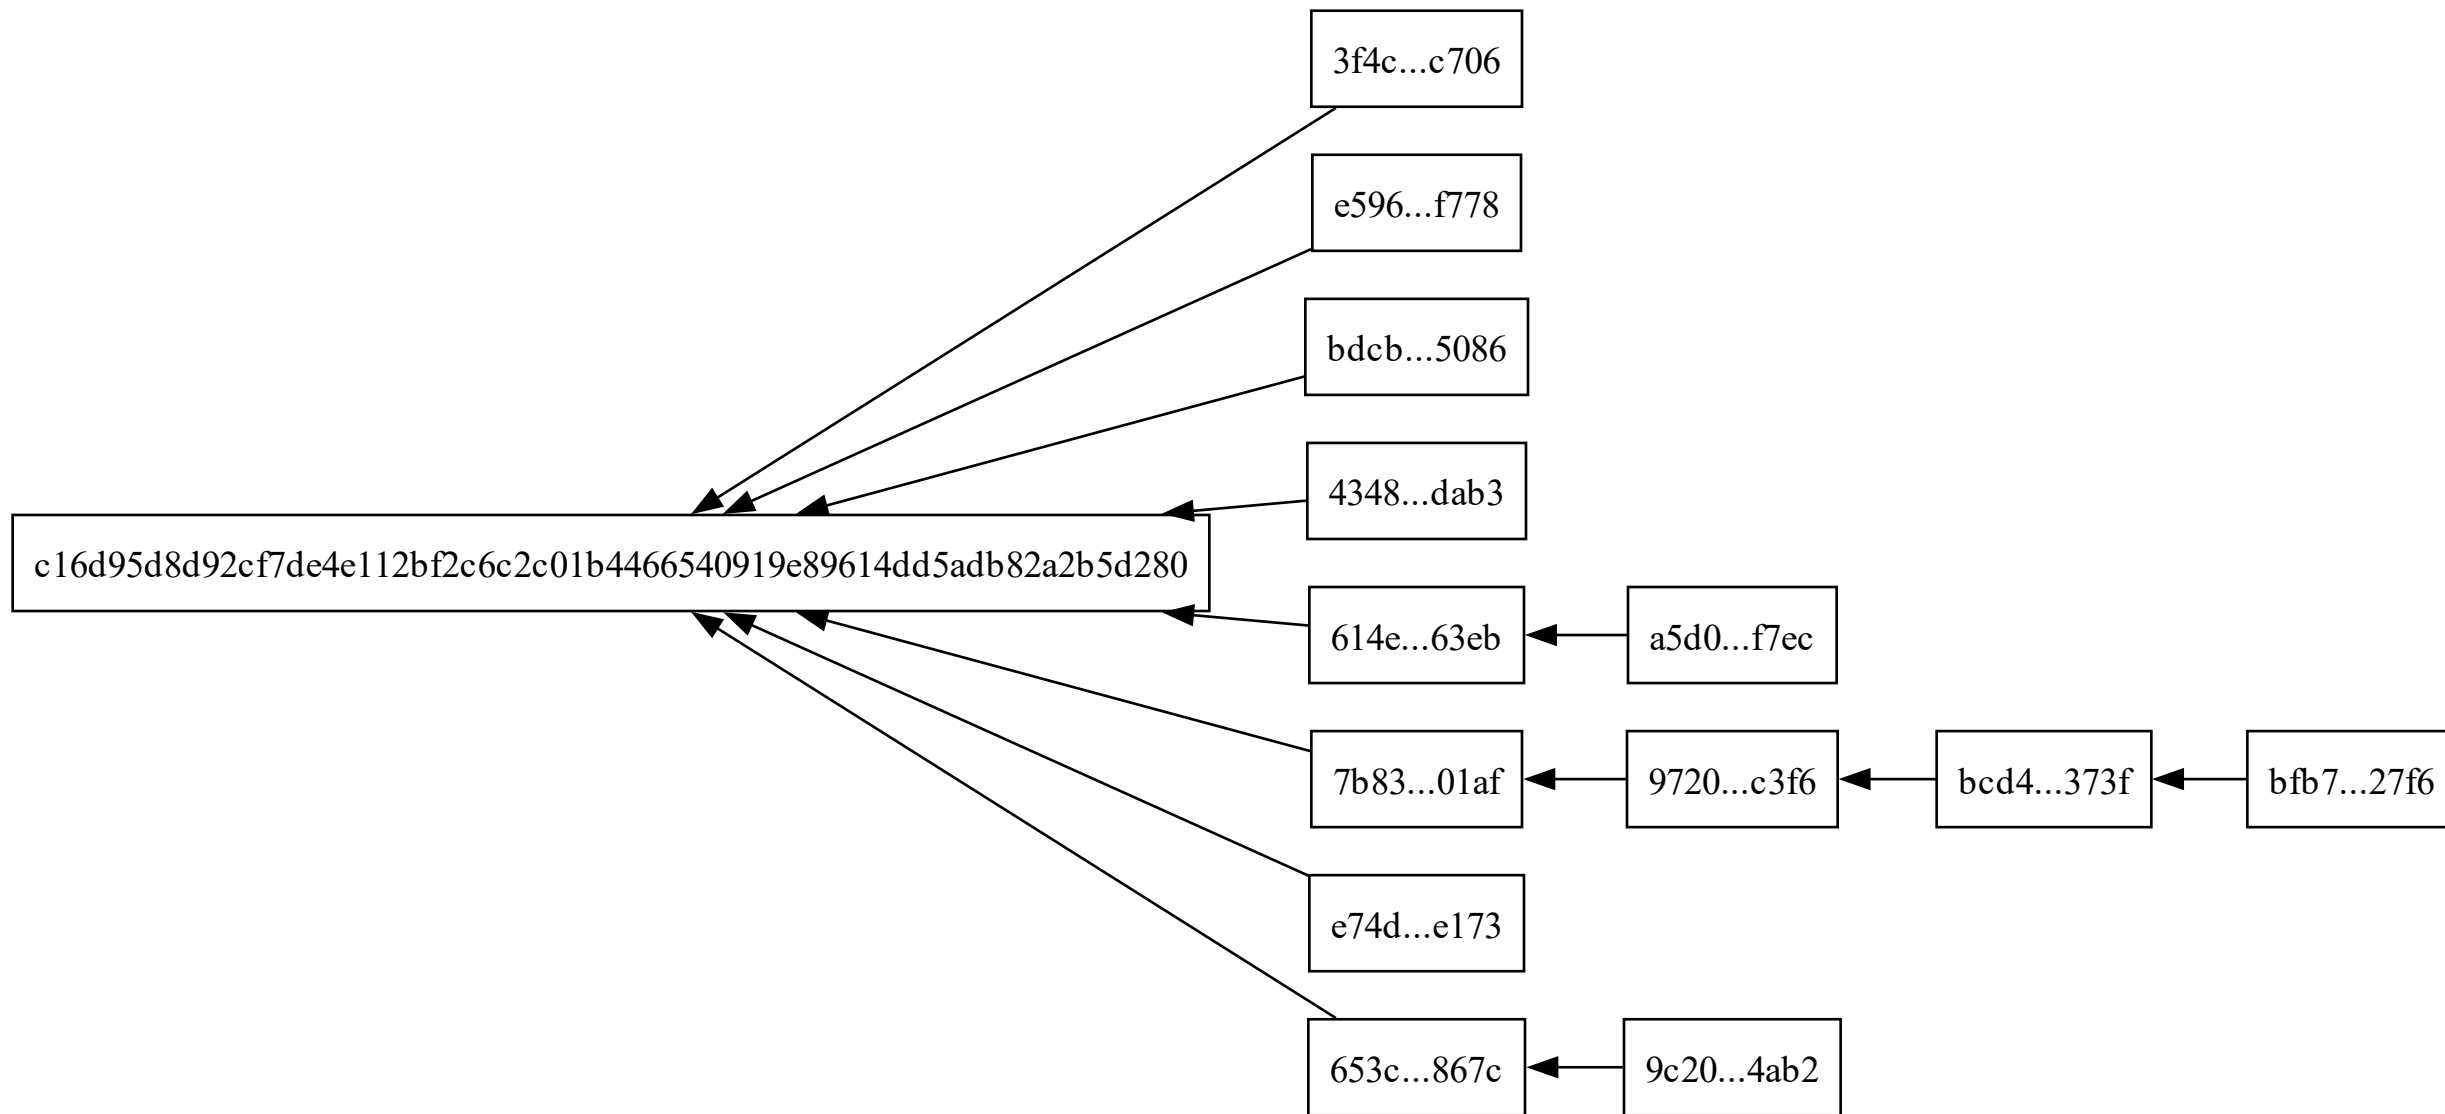 3f4c...c706
e596...f778
bdcb...5086
4348...dab3
c16d95d8d92cf7de4e112bf2c6c2c01b4466540919e89614dd5adb82a2b5d280
614e...63eb
a5d0...f7ec
7b83...01af
9720...c3f6
bcd4...373f
bfb7...27f6
e74d...e173
653c...867c
9c20...4ab2